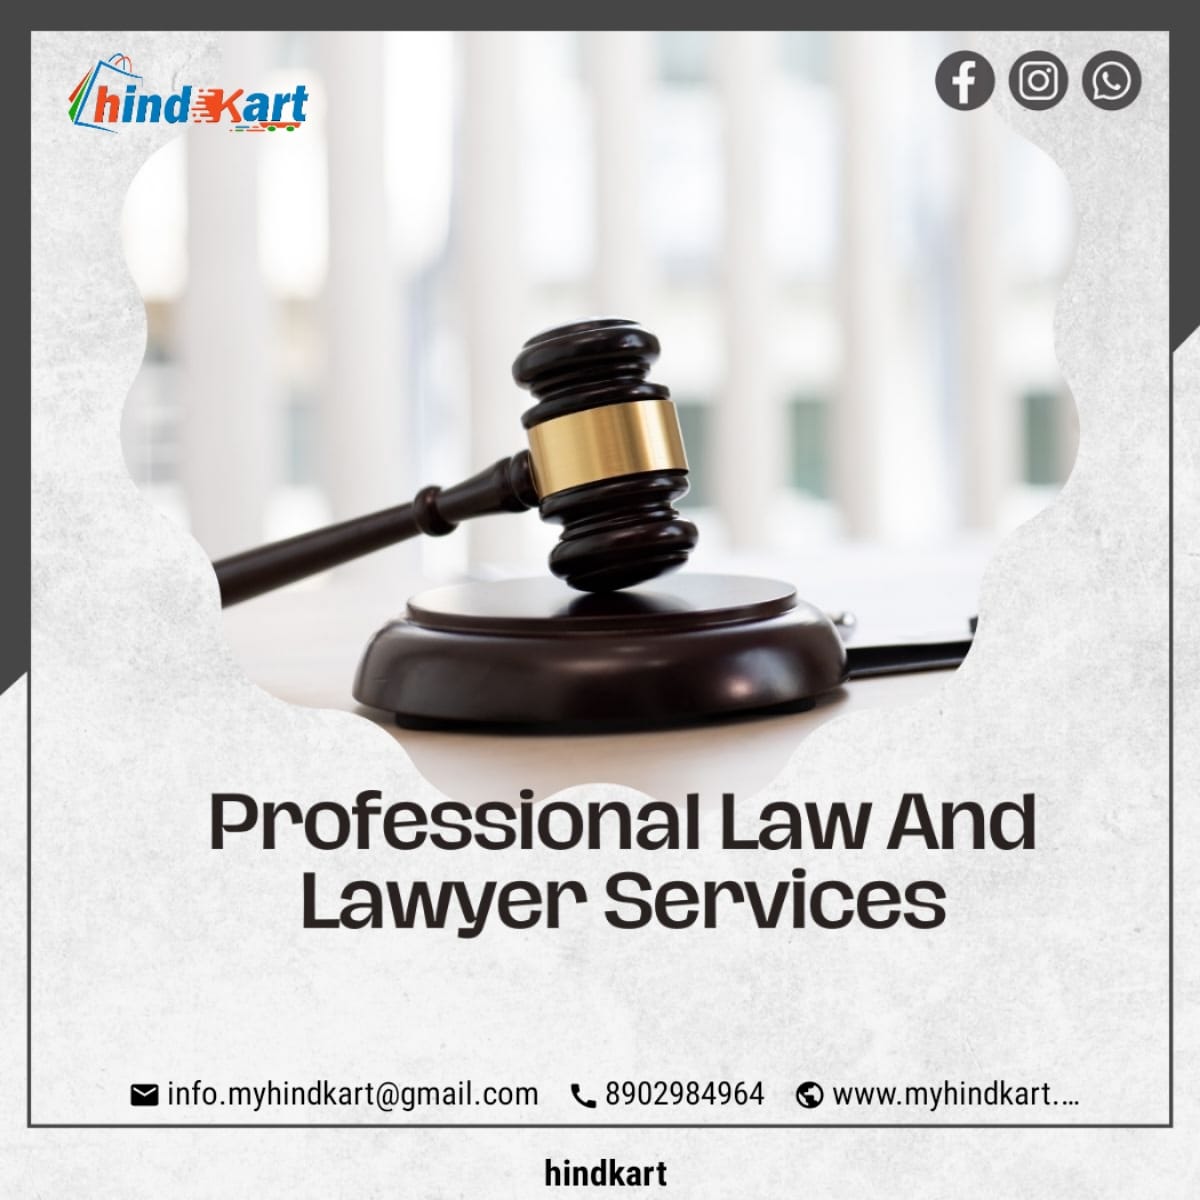 hindKart
Professional Law And
Lawyer Services
info.myhindkart@gmail.com 8902984964 www.myhindkart....
hindkart